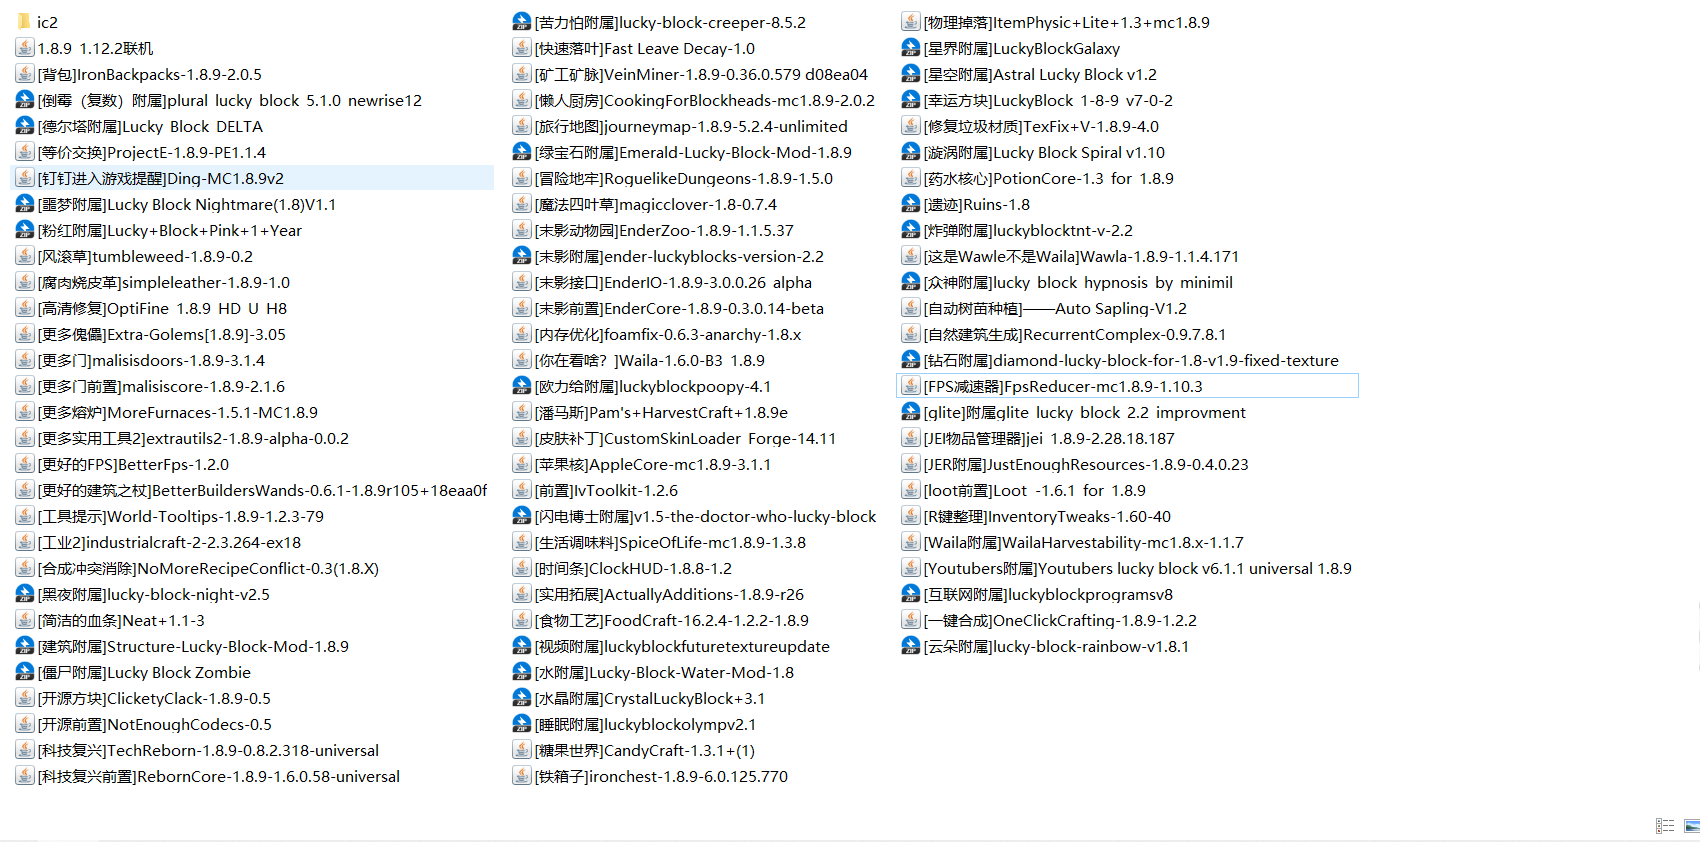 ic2
1.8.9 1.12.2联机
[背包]IronBackpacks-1.8.9-2.0.5
[倒霉（复数）附属]plural lucky block 5.1.0 newrise12
[德尔塔附属]Lucky Block DELTA
[等价交换]ProjectE-1.8.9-PE1.1.4
[钉钉进入游戏提醒]Ding-MC1.8.9v2
[噩梦附属]Lucky Block Nightmare(1.8)V1.1
[粉红附属]Lucky+Block+Pink+1+Year
[风滚草]tumbleweed-1.8.9-0.2
[腐肉烧皮革]simpleleather-1.8.9-1.0
[高清修复]OptiFine 1.8.9 HD U H8
[更多傀儡]Extra-Golems[1.8.9]-3.05
[更多门]malisisdoors-1.8.9-3.1.4
[更多门前置]malisiscore-1.8.9-2.1.6
[更多熔炉]MoreFurnaces-1.5.1-MC1.8.9
[更多实用工具2]extrautils2-1.8.9-alpha-0.0.2
[更好的FPS]BetterFps-1.2.0
[更好的建筑之杖]BetterBuildersWands-0.6.1-1.8.9r105+18eaa0f
[工具提示]World-Tooltips-1.8.9-1.2.3-79
[工业2]industrialcraft-2-2.3.264-ex18
[合成冲突消除]NoMoreRecipeConflict-0.3(1.8.X)
[黑夜附属]lucky-block-night-v2.5
[简洁的血条]Neat+1.1-3
[建筑附属]Structure-Lucky-Block-Mod-1.8.9
[僵尸附属]Lucky Block Zombie
[开源方块]ClicketyClack-1.8.9-0.5
[开源前置]NotEnoughCodecs-0.5
[科技复兴]TechReborn-1.8.9-0.8.2.318-universal
[科技复兴前置]RebornCore-1.8.9-1.6.0.58-universal
[苦力怕附属]lucky-block-creeper-8.5.2
[快速落叶]Fast Leave Decay-1.0
[矿工矿脉]VeinMiner-1.8.9-0.36.0.579 d08ea04
[懒人厨房]CookingForBlockheads-mc1.8.9-2.0.2
[旅行地图]journeymap-1.8.9-5.2.4-unlimited
[绿宝石附属]Emerald-Lucky-Block-Mod-1.8.9
[冒险地牢]RoguelikeDungeons-1.8.9-1.5.0
[魔法四叶草]magicclover-1.8-0.7.4
[末影动物园]EnderZoo-1.8.9-1.1.5.37
[末影附属]ender-luckyblocks-version-2.2
[末影接口]EnderIO-1.8.9-3.0.0.26 alpha
[末影前置]EnderCore-1.8.9-0.3.0.14-beta
[内存优化]foamfix-0.6.3-anarchy-1.8.x
[你在看啥？]Waila-1.6.0-B3 1.8.9
[欧力给附属]luckyblockpoopy-4.1
[潘马斯]Pam's+HarvestCraft+1.8.9e
[皮肤补丁]CustomSkinLoader Forge-14.11
[苹果核]AppleCore-mc1.8.9-3.1.1
[前置]IvToolkit-1.2.6
[闪电博士附属]v1.5-the-doctor-who-lucky-block
[生活调味料]SpiceOfLife-mc1.8.9-1.3.8
[时间条]ClockHUD-1.8.8-1.2
[实用拓展]ActuallyAdditions-1.8.9-r26
[食物工艺]FoodCraft-16.2.4-1.2.2-1.8.9
[视频附属]luckyblockfuturetextureupdate
[水附属]Lucky-Block-Water-Mod-1.8
[水晶附属]CrystalLuckyBlock+3.1
[睡眠附属]luckyblockolympv2.1
[糖果世界]CandyCraft-1.3.1+(1)
[铁箱子]ironchest-1.8.9-6.0.125.770
[物理掉落]ItemPhysic+Lite+1.3+mc1.8.9
[星界附属]LuckyBlockGalaxy
[星空附属]Astral Lucky Block v1.2
[幸运方块]LuckyBlock 1-8-9 v7-0-2
[修复垃圾材质]TexFix+V-1.8.9-4.0
[漩涡附属]Lucky Block Spiral v1.10
[药水核心]PotionCore-1.3 for 1.8.9
[遗迹]Ruins-1.8
[炸弹附属]luckyblocktnt-v-2.2
[这是Wawle不是Waila]Wawla-1.8.9-1.1.4.171
[众神附属]lucky block hypnosis by minimil
[自动树苗种植]——Auto Sapling-V1.2
[自然建筑生成]RecurrentComplex-0.9.7.8.1
[钻石附属]diamond-lucky-block-for-1.8-v1.9-fixed-texture
[FPS减速器]FpsReducer-mc1.8.9-1.10.3
[glite]附属glite lucky block 2.2 improvment
[JEI物品管理器]jei 1.8.9-2.28.18.187
[JER附属]JustEnoughResources-1.8.9-0.4.0.23
[loot前置]Loot -1.6.1 for 1.8.9
[R键整理]InventoryTweaks-1.60-40
[Waila附属]WailaHarvestability-mc1.8.x-1.1.7
[Youtubers附属]Youtubers lucky block v6.1.1 universal 1.8.9
[互联网附属]luckyblockprogramsv8
[一键合成]OneClickCrafting-1.8.9-1.2.2
[云朵附属]lucky-block-rainbow-v1.8.1